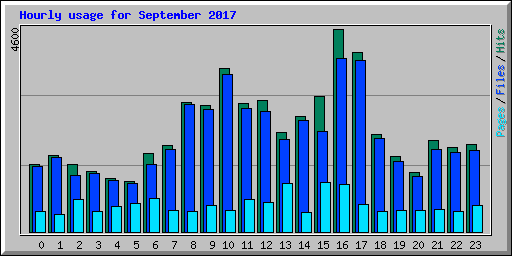 Hourly usage for September 2017
4600
Pages/Files/Hits
0 1 2 3 4 5 6 7 8 9 10 11 12 13 14 15 16 17 18 19 20 21 22 23